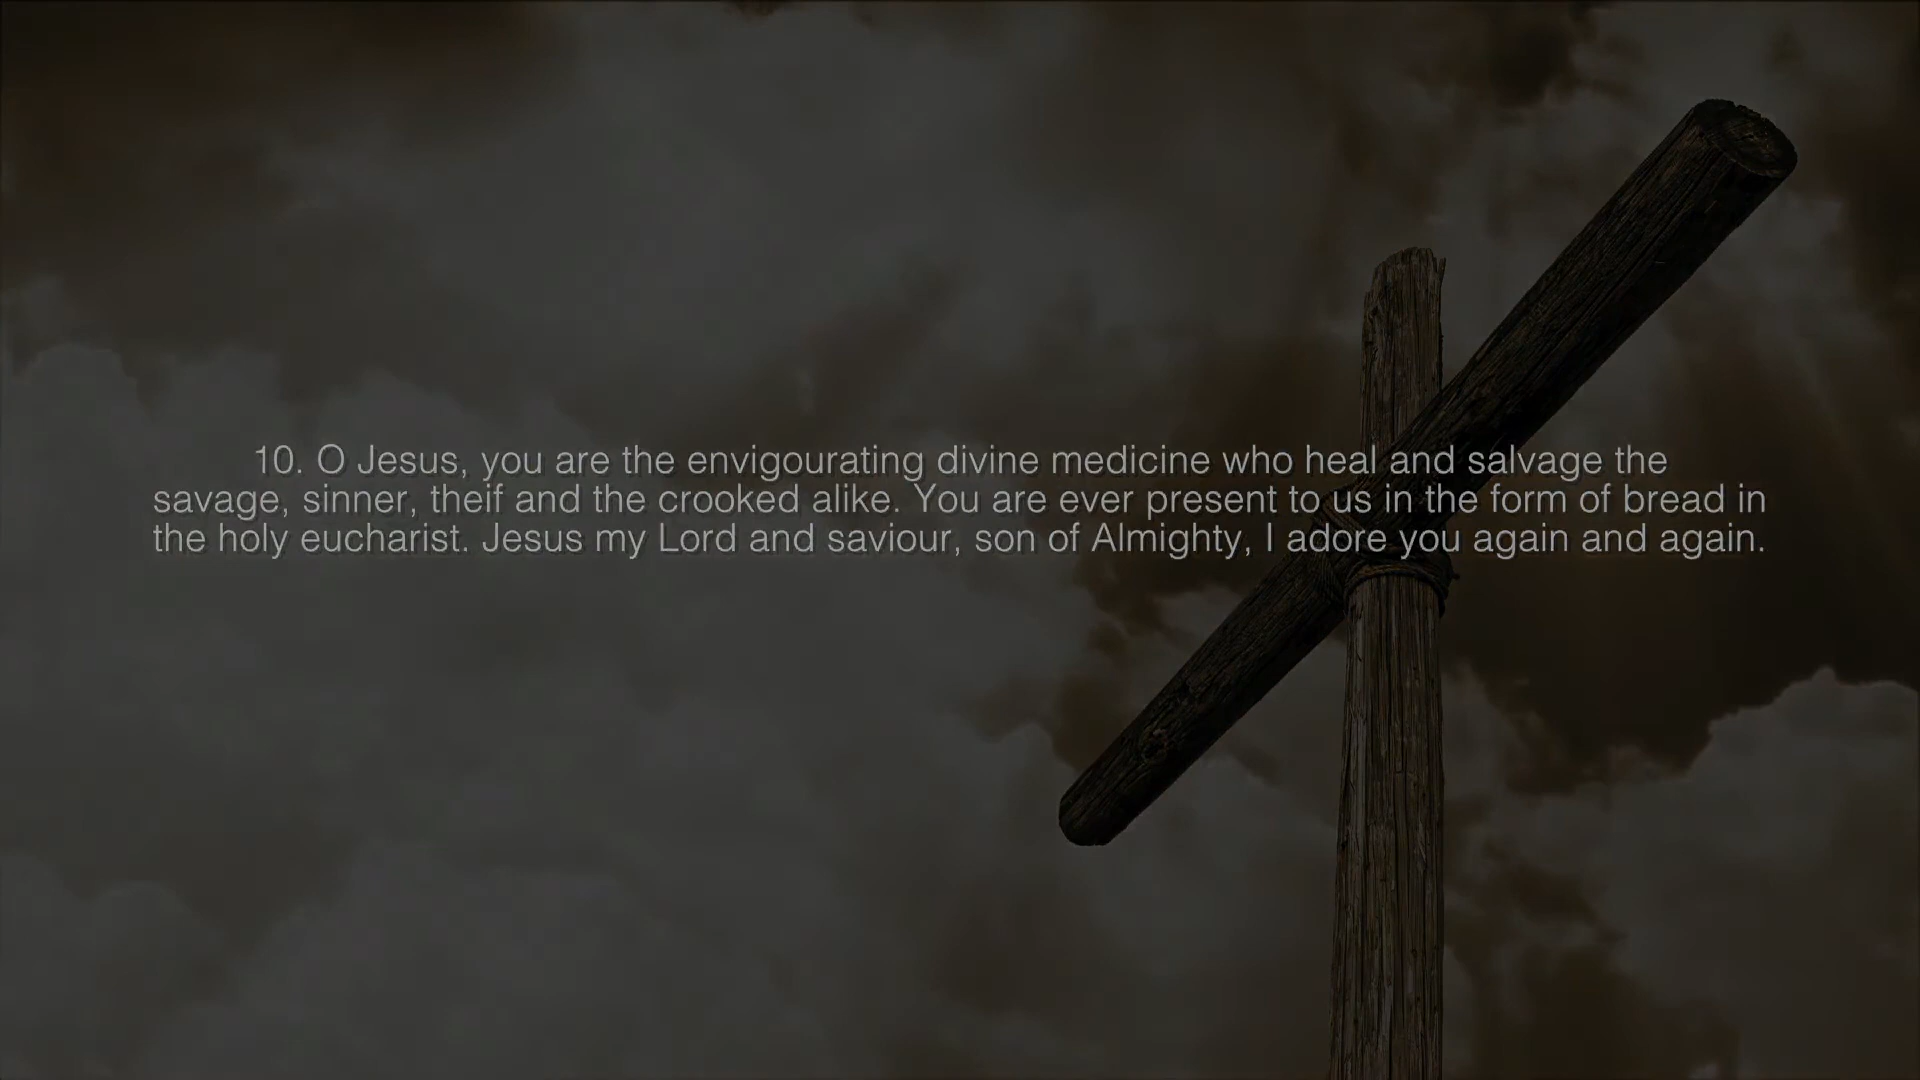 10. O Jesus, you are the envigourating divine medicine who heal and salvage the
savage, sinner, theif and the crooked alike. You are ever present to us in the form of bread in
the holy eucharist. Jesus my Lord and saviour, son of Almighty, I adore you again and again.